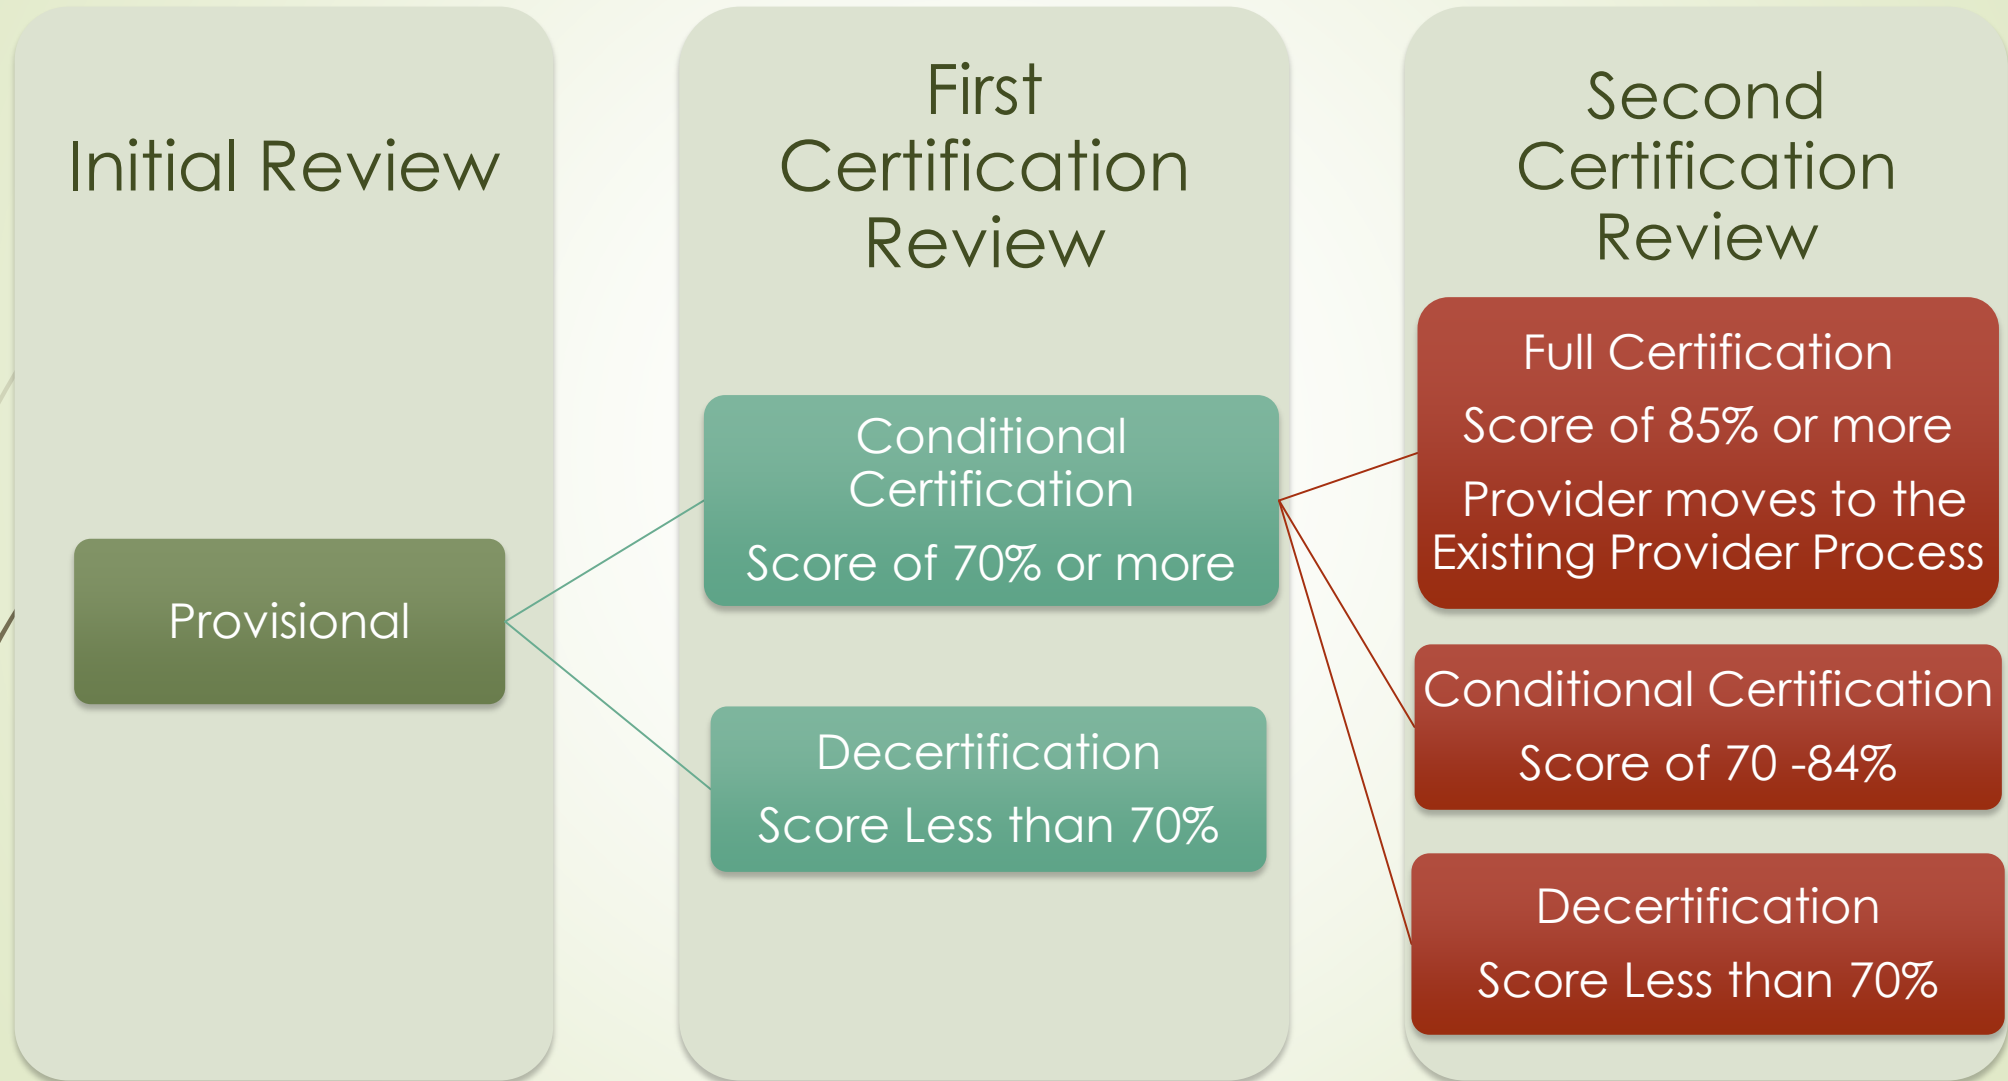 Initial Review
Provisional
First
Certification
Review
Conditional
Certification
Score of 70% or more
Decertification
Score Less than 70%
Second
Certification
Review
Full Certification
Score of 85% or more
Provider moves to the
Existing Provider Process
Conditional Certification
Score of 70 -84%
Decertification
Score Less than 70%